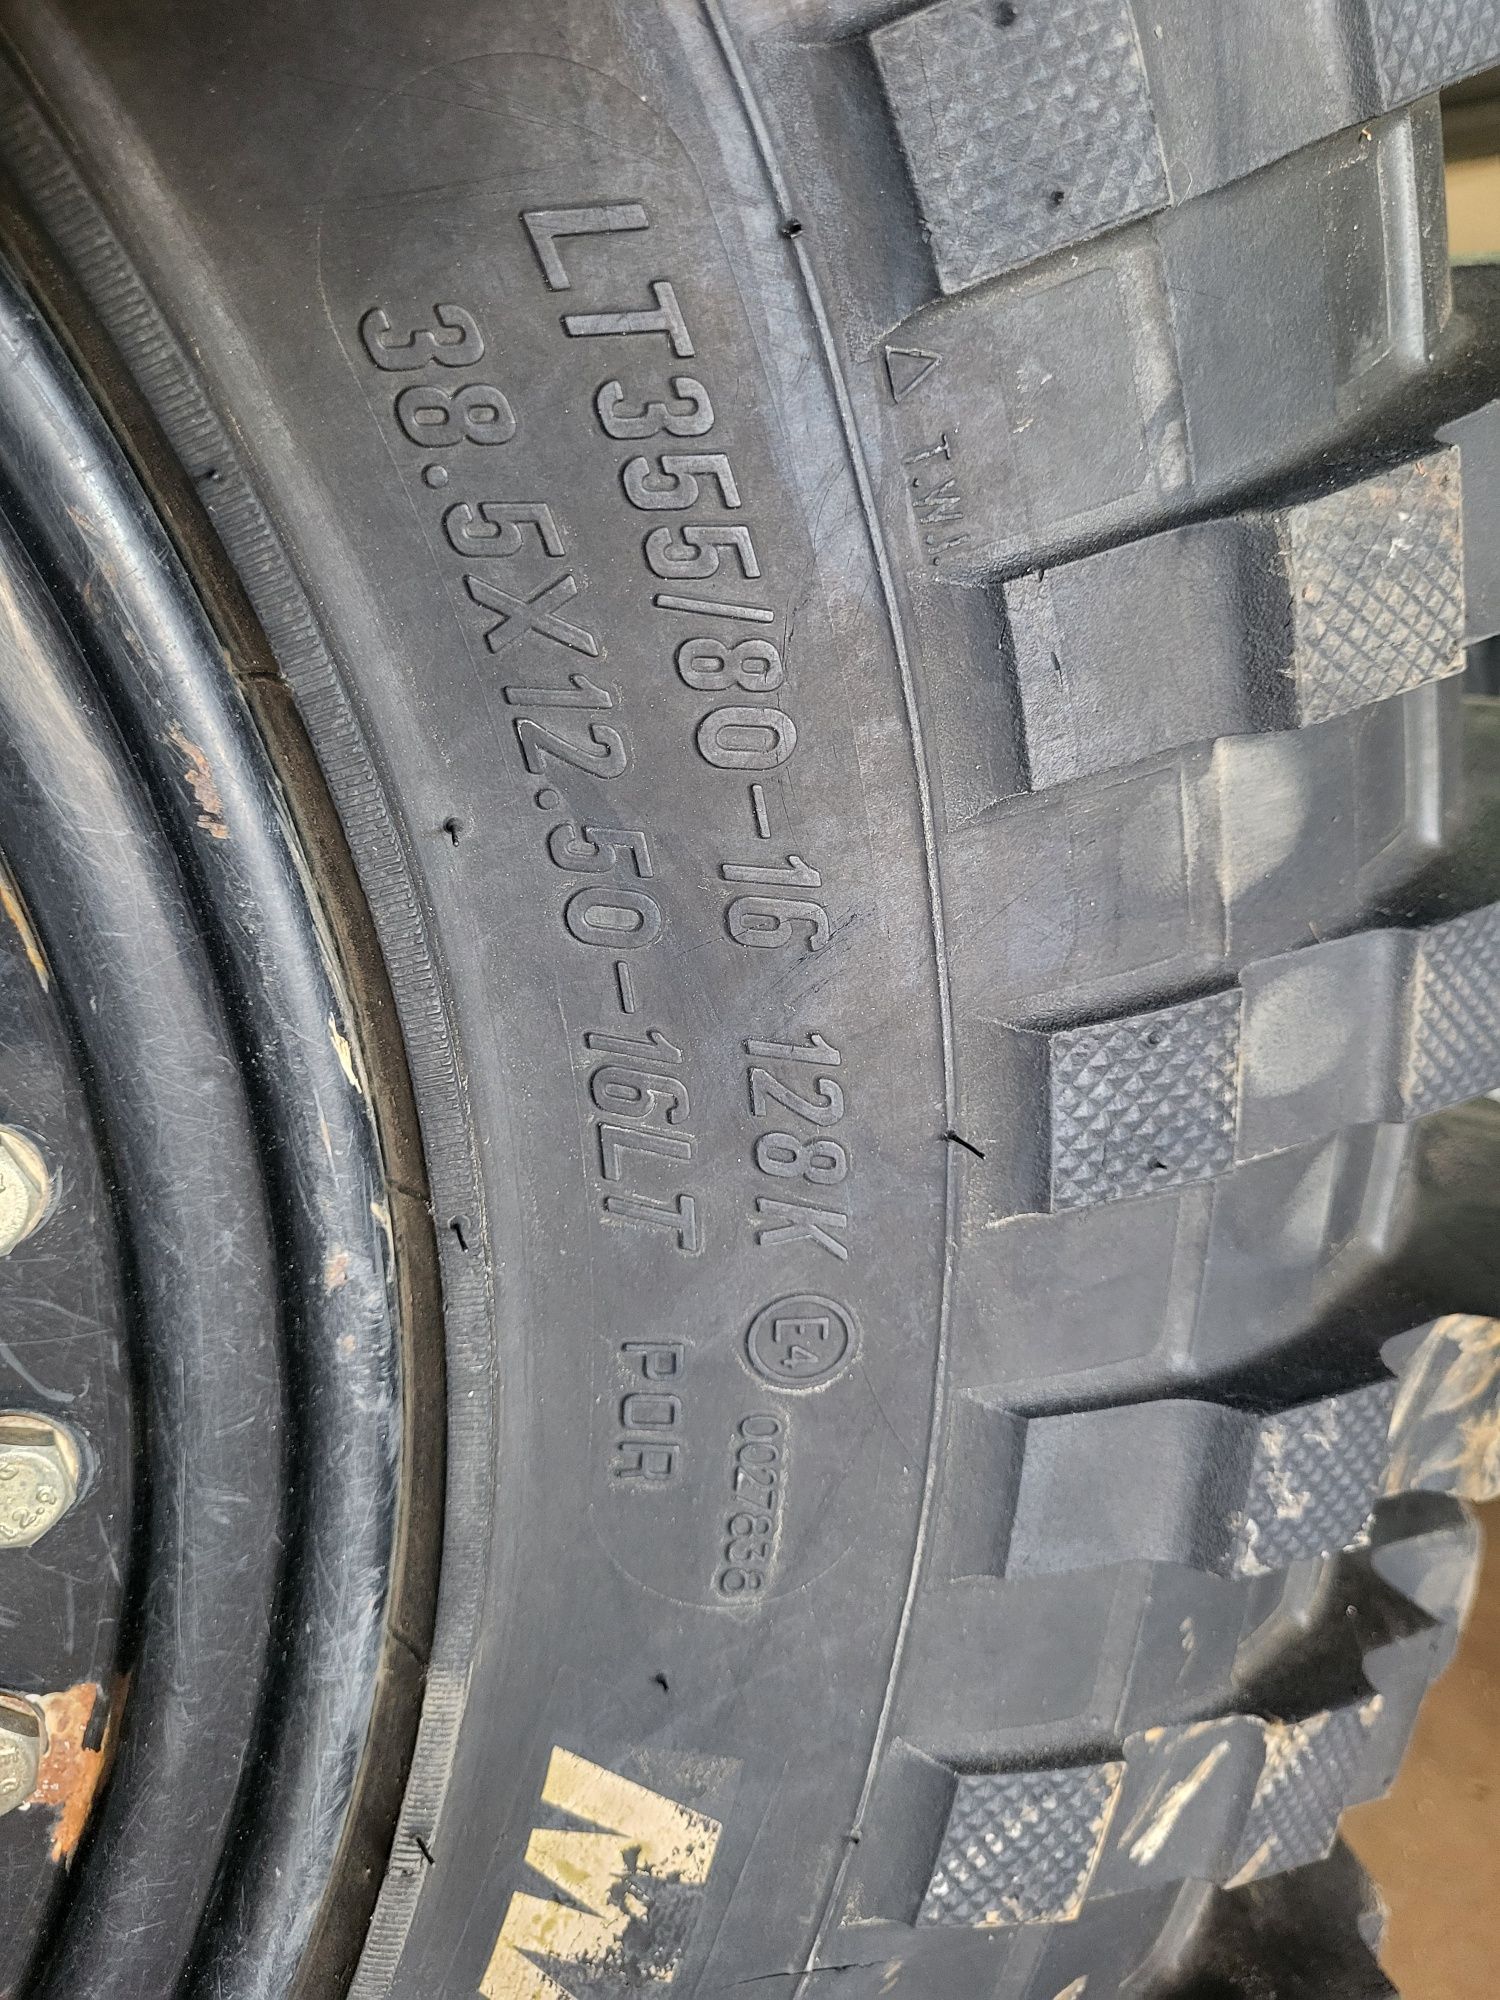 LT355/80-16 128K E4 0027838
38.5X12.50-16LT POR
△ T.W.I.
M